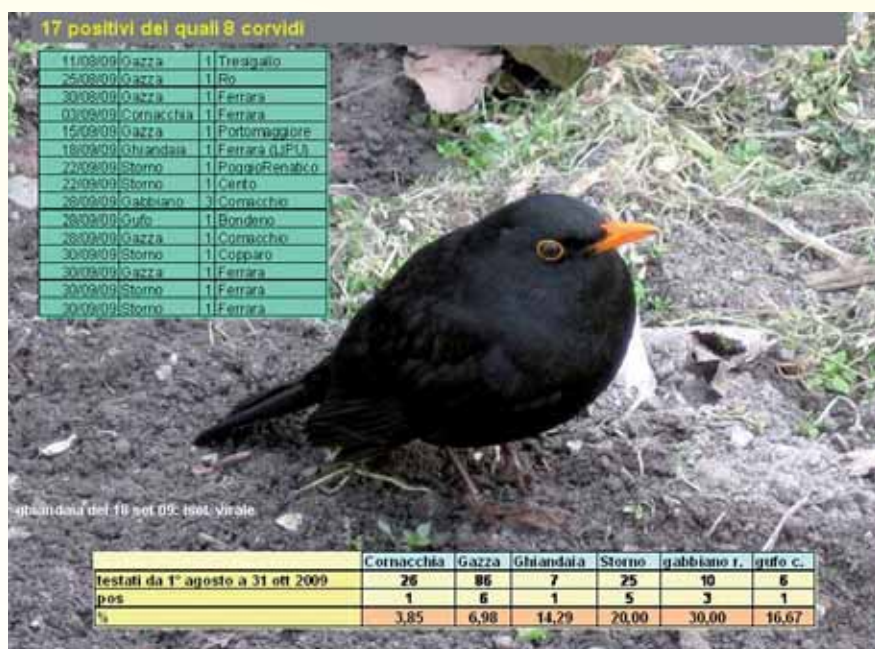 17 positivi dei quali 8 corvidi
11/08/09 Gazza 1 Tresigallo
25/08/09 Gazza 1 Ro
30/08/09 Gazza 1 Ferrara
03/09/09 Cornacchia 1 Ferrara
15/09/09 Gazza 1 Portomaggiore
18/09/09 Ghiandaia 1 Ferrara (LIPU)
22/09/09 Storno 1 PoggioRenatico
22/09/09 Storno 1 Cento
28/09/09 Gabbiano 3 Comacchio
28/09/09 Gufo 1 Bondeno
28/09/09 Gazza 1 Comacchio
30/09/09 Storno 1 Copparo
30/09/09 Gazza 1 Ferrara
30/09/09 Storno 1 Ferrara
30/09/09 Storno 1 Ferrara
ghiandaia del 18 set 09: isol. virale
Cornacchia Gazza Ghiandaia Storno gabbiano r. gufo c.
testati da 1° agosto a 31 ott 2009 26 86 7 25 10 6
pos 1 6 1 5 3 1
% 3,85 6,98 14,29 20,00 30,00 16,67